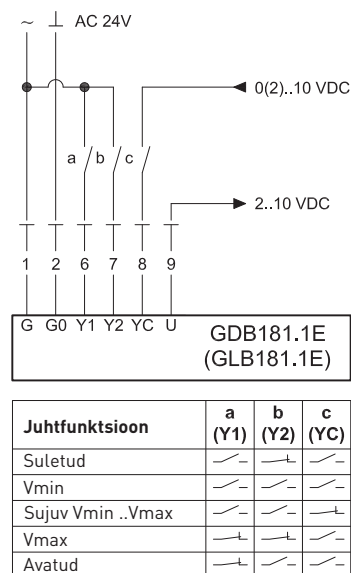 ~ ⊥ AC 24V
0(2)..10 VDC
a b c
2..10 VDC
1 2 6 7 8 9
G G0 Y1 Y2 YC U
GDB181.1E
(GLB181.1E)
Juhtfunktsioon a (Y1) b (Y2) c (YC)
Suletud
Vmin
Sujuv Vmin ..Vmax
Vmax
Avatud